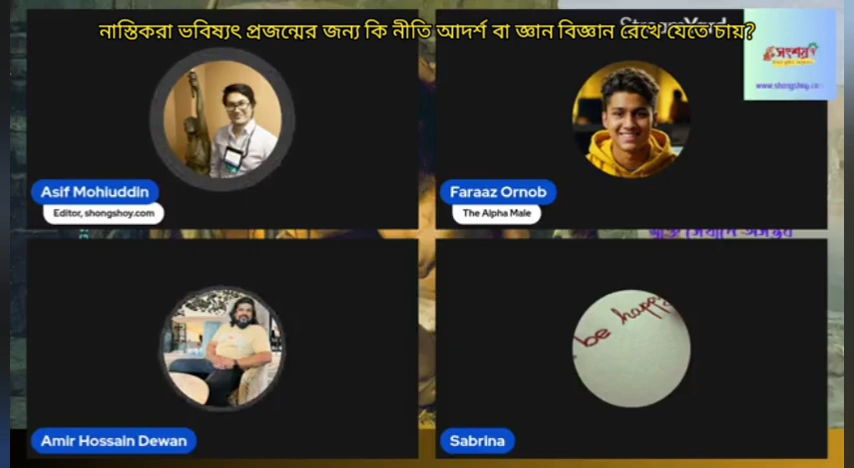 নাস্তিকরা ভবিষ্যৎ প্রজন্মের জন্য কি নীতি আদর্শ বা জ্ঞান বিজ্ঞান রেখে যেতে চায়?
StreamYard
সংশয়
www.shongshoy.com
Asif Mohiuddin
Editor, shongshoy.com
Faraaz Ornob
The Alpha Male
be happy
Amir Hossain Dewan
Sabrina